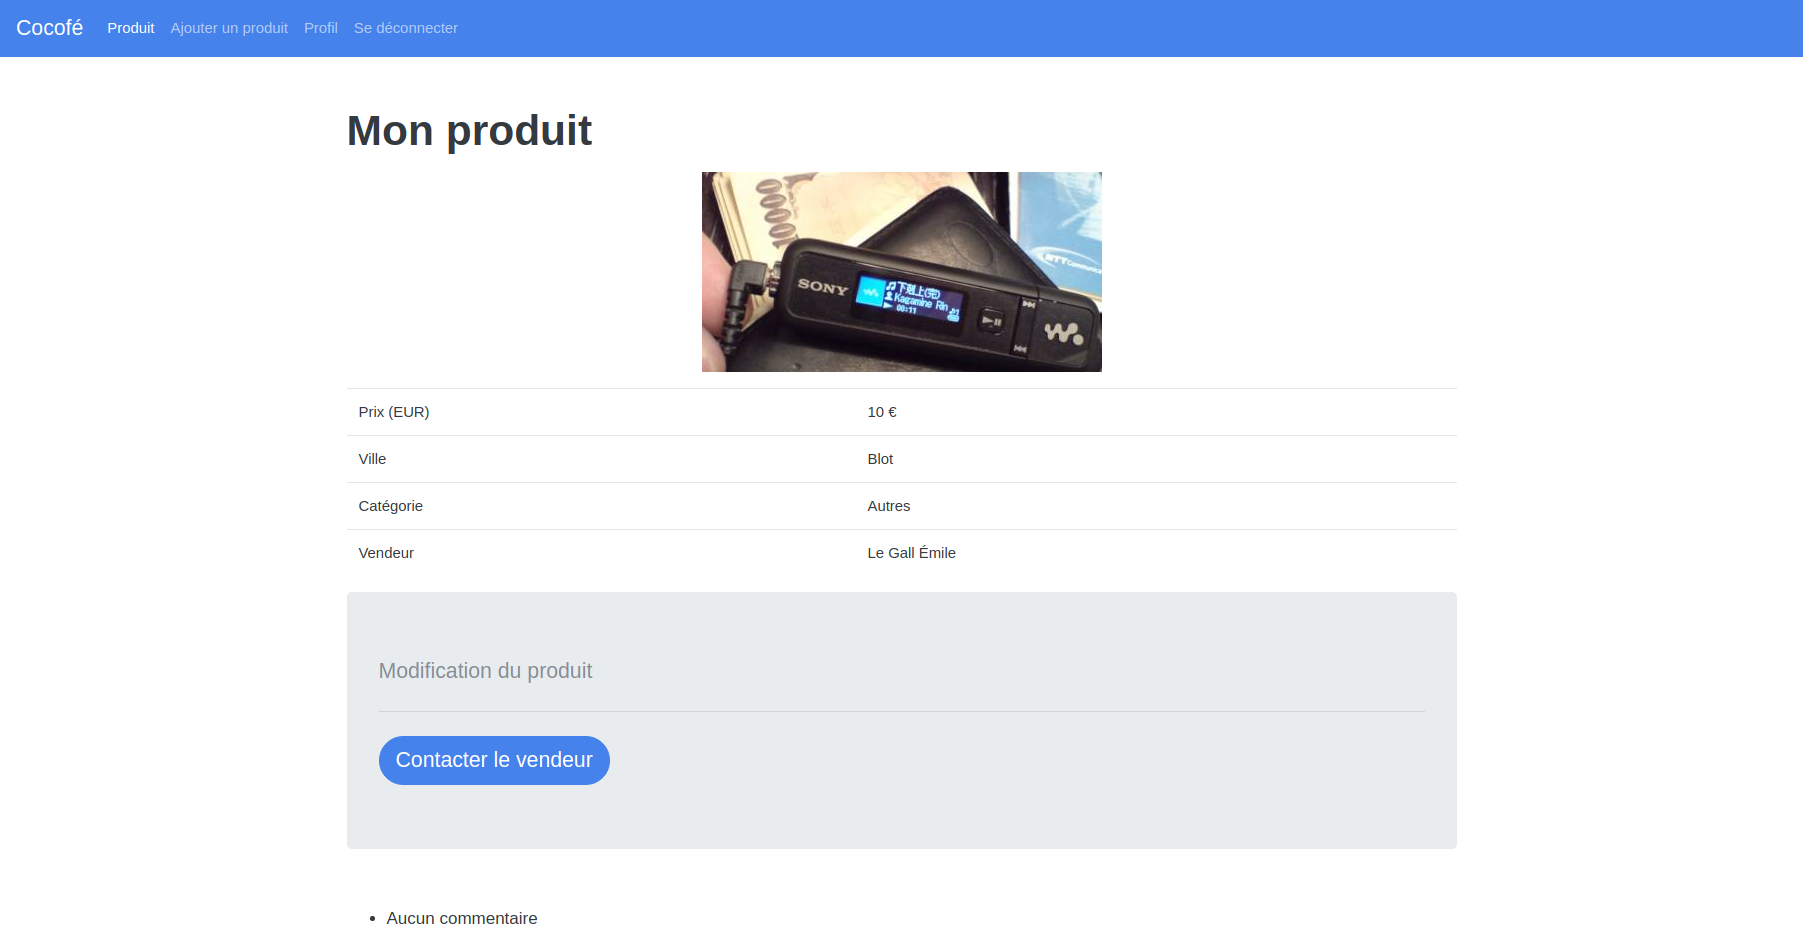 Cocofé Produit Ajouter un produit Profil Se déconnecter
Mon produit
10000
NTT Communica
SONY
下剋上(完)
Kagamine Rin
00:11
Prix (EUR) 10 €
Ville Blot
Catégorie Autres
Vendeur Le Gall Émile
Modification du produit
Contacter le vendeur
Aucun commentaire